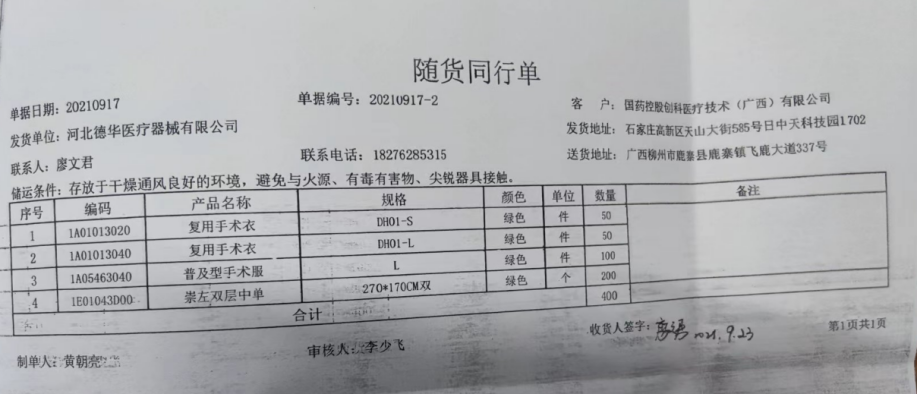 随货同行单
单据日期：20210917 单据编号：20210917-2 客 户：国药控股创科医疗技术（广西）有限公司
发货单位：河北德华医疗器械有限公司 发货地址：石家庄高新区天山大街585号日中天科技园1702
联系人：廖文君 联系电话：18276285315 送货地址：广西柳州市鹿寨县鹿寨镇飞鹿大道337号
储运条件：存放于干燥通风良好的环境，避免与火源、有毒有害物、尖锐器具接触。
序号 编码 产品名称 规格 颜色 单位 数量 备注
1 1A01013020 复用手术衣 DH01-S 绿色 件 50
2 1A01013040 复用手术衣 DH01-L 绿色 件 50
3 1A05463040 普及型手术服 L 绿色 件 100
4 1E01043D00 崇左双层中单 270*170CM双 绿色 个 200
合计 400
制单人：黄朝亮 审核人：李少飞 收货人签字： 2021.9.23 第1页共1页